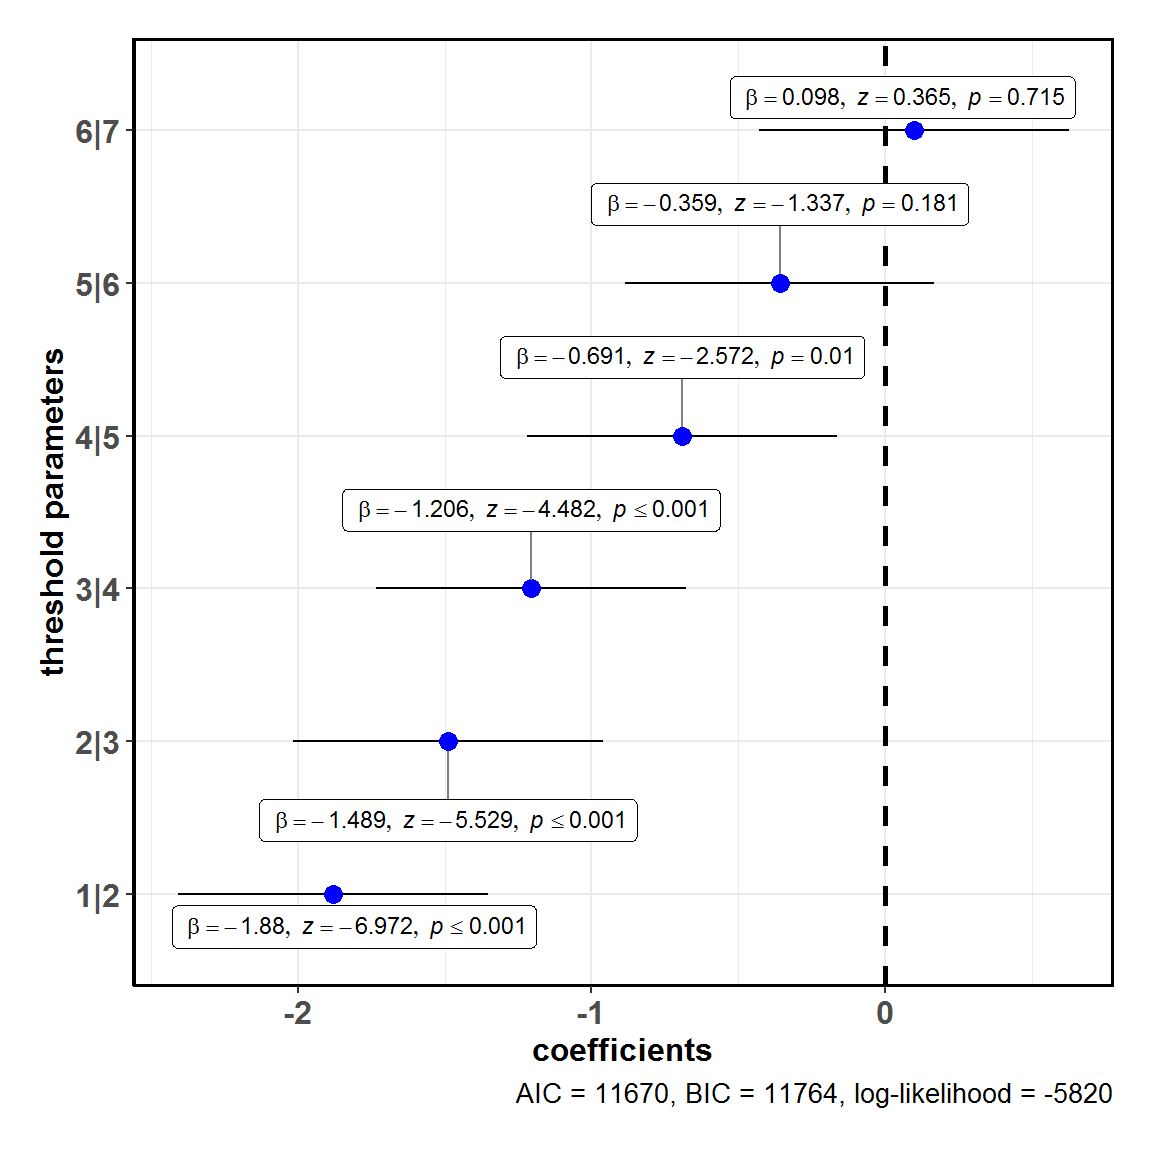 β = 0.098, z = 0.365, p = 0.715
6|7
β = −0.359, z = −1.337, p = 0.181
5|6
β = −0.691, z = −2.572, p = 0.01
4|5
β = −1.206, z = −4.482, p ≤ 0.001
3|4
threshold parameters
2|3
β = −1.489, z = −5.529, p ≤ 0.001
1|2
β = −1.88, z = −6.972, p ≤ 0.001
-2 -1 0
coefficients
AIC = 11670, BIC = 11764, log-likelihood = -5820